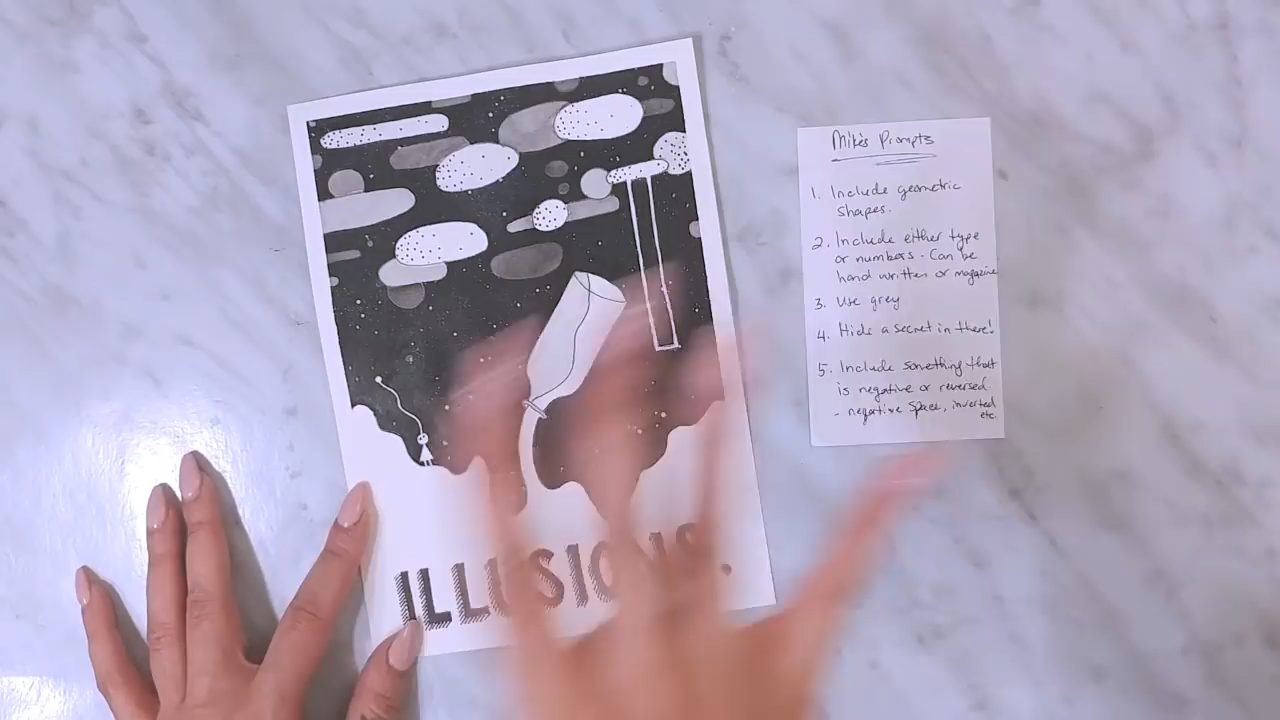 Mike's Prompts
1. Include geometric
shapes.
2. Include either type
or numbers. Can be
hand written or magazine
3. Use grey
4. Hide a secret in there!
5. Include something that
is negative or reversed
- negative space, inverted
etc.
ILLUSIONS.